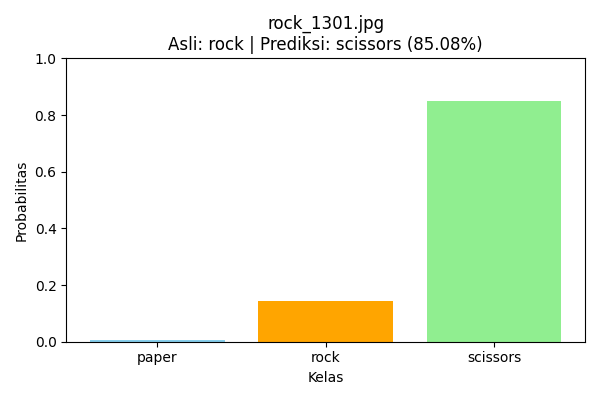 rock_1301.jpg
Asli: rock | Prediksi: scissors (85.08%)
1.0
0.8
0.6
0.4
0.2
0.0
Probabilitas
paper rock scissors
Kelas